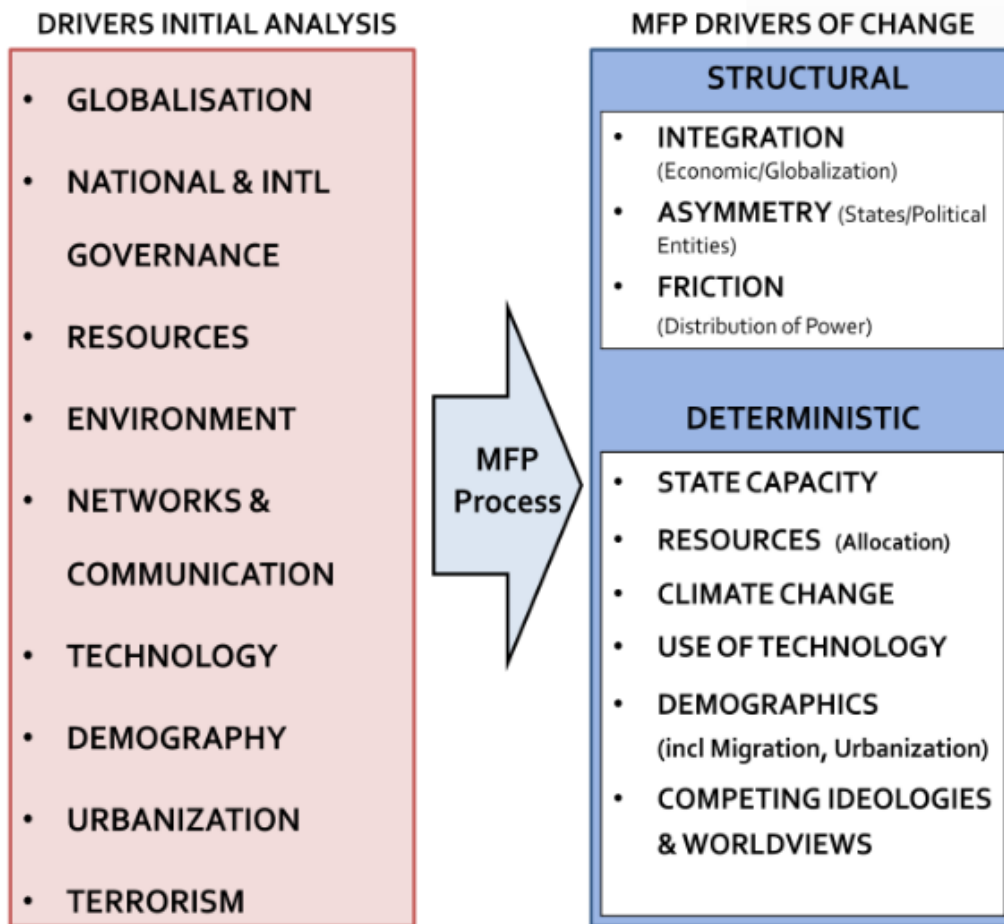 DRIVERS INITIAL ANALYSIS
• GLOBALISATION
• NATIONAL & INTL
GOVERNANCE
• RESOURCES
• ENVIRONMENT
• NETWORKS &
COMMUNICATION
• TECHNOLOGY
• DEMOGRAPHY
• URBANIZATION
• TERRORISM
MFP
Process
MFP DRIVERS OF CHANGE
STRUCTURAL
• INTEGRATION
(Economic/Globalization)
• ASYMMETRY (States/Political
Entities)
• FRICTION
(Distribution of Power)
DETERMINISTIC
• STATE CAPACITY
• RESOURCES (Allocation)
• CLIMATE CHANGE
• USE OF TECHNOLOGY
• DEMOGRAPHICS
(incl Migration, Urbanization)
• COMPETING IDEOLOGIES
& WORLDVIEWS